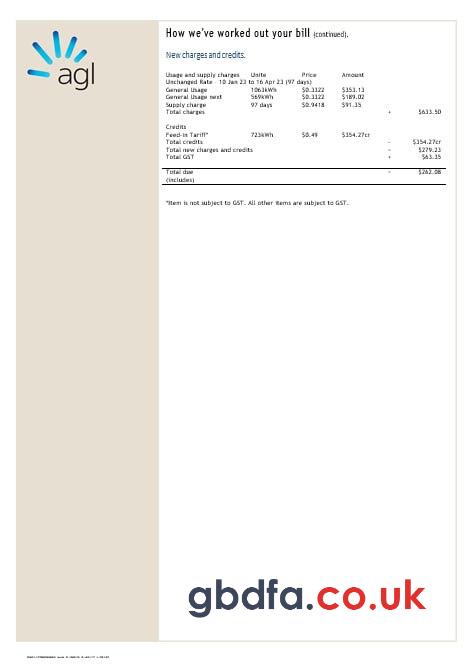 agl
How we've worked out your bill (continued).
New charges and credits.
Usage and supply charges Units Price Amount
Unchanged Rate - 10 Jan 23 to 16 Apr 23 (97 days)
General Usage 1063kWh $0.3322 $353.13
General Usage next 569kWh $0.3322 $189.02
Supply charge 97 days $0.9418 $91.35
Total charges + $633.50
Credits
Feed-in Tariff* 723kWh $0.49 $354.27cr
Total credits - $354.27cr
Total new charges and credits = $279.23
Total GST + $63.35
Total due = $262.08
(includes)
*Item is not subject to GST. All other items are subject to GST.
gbdfa.co.uk